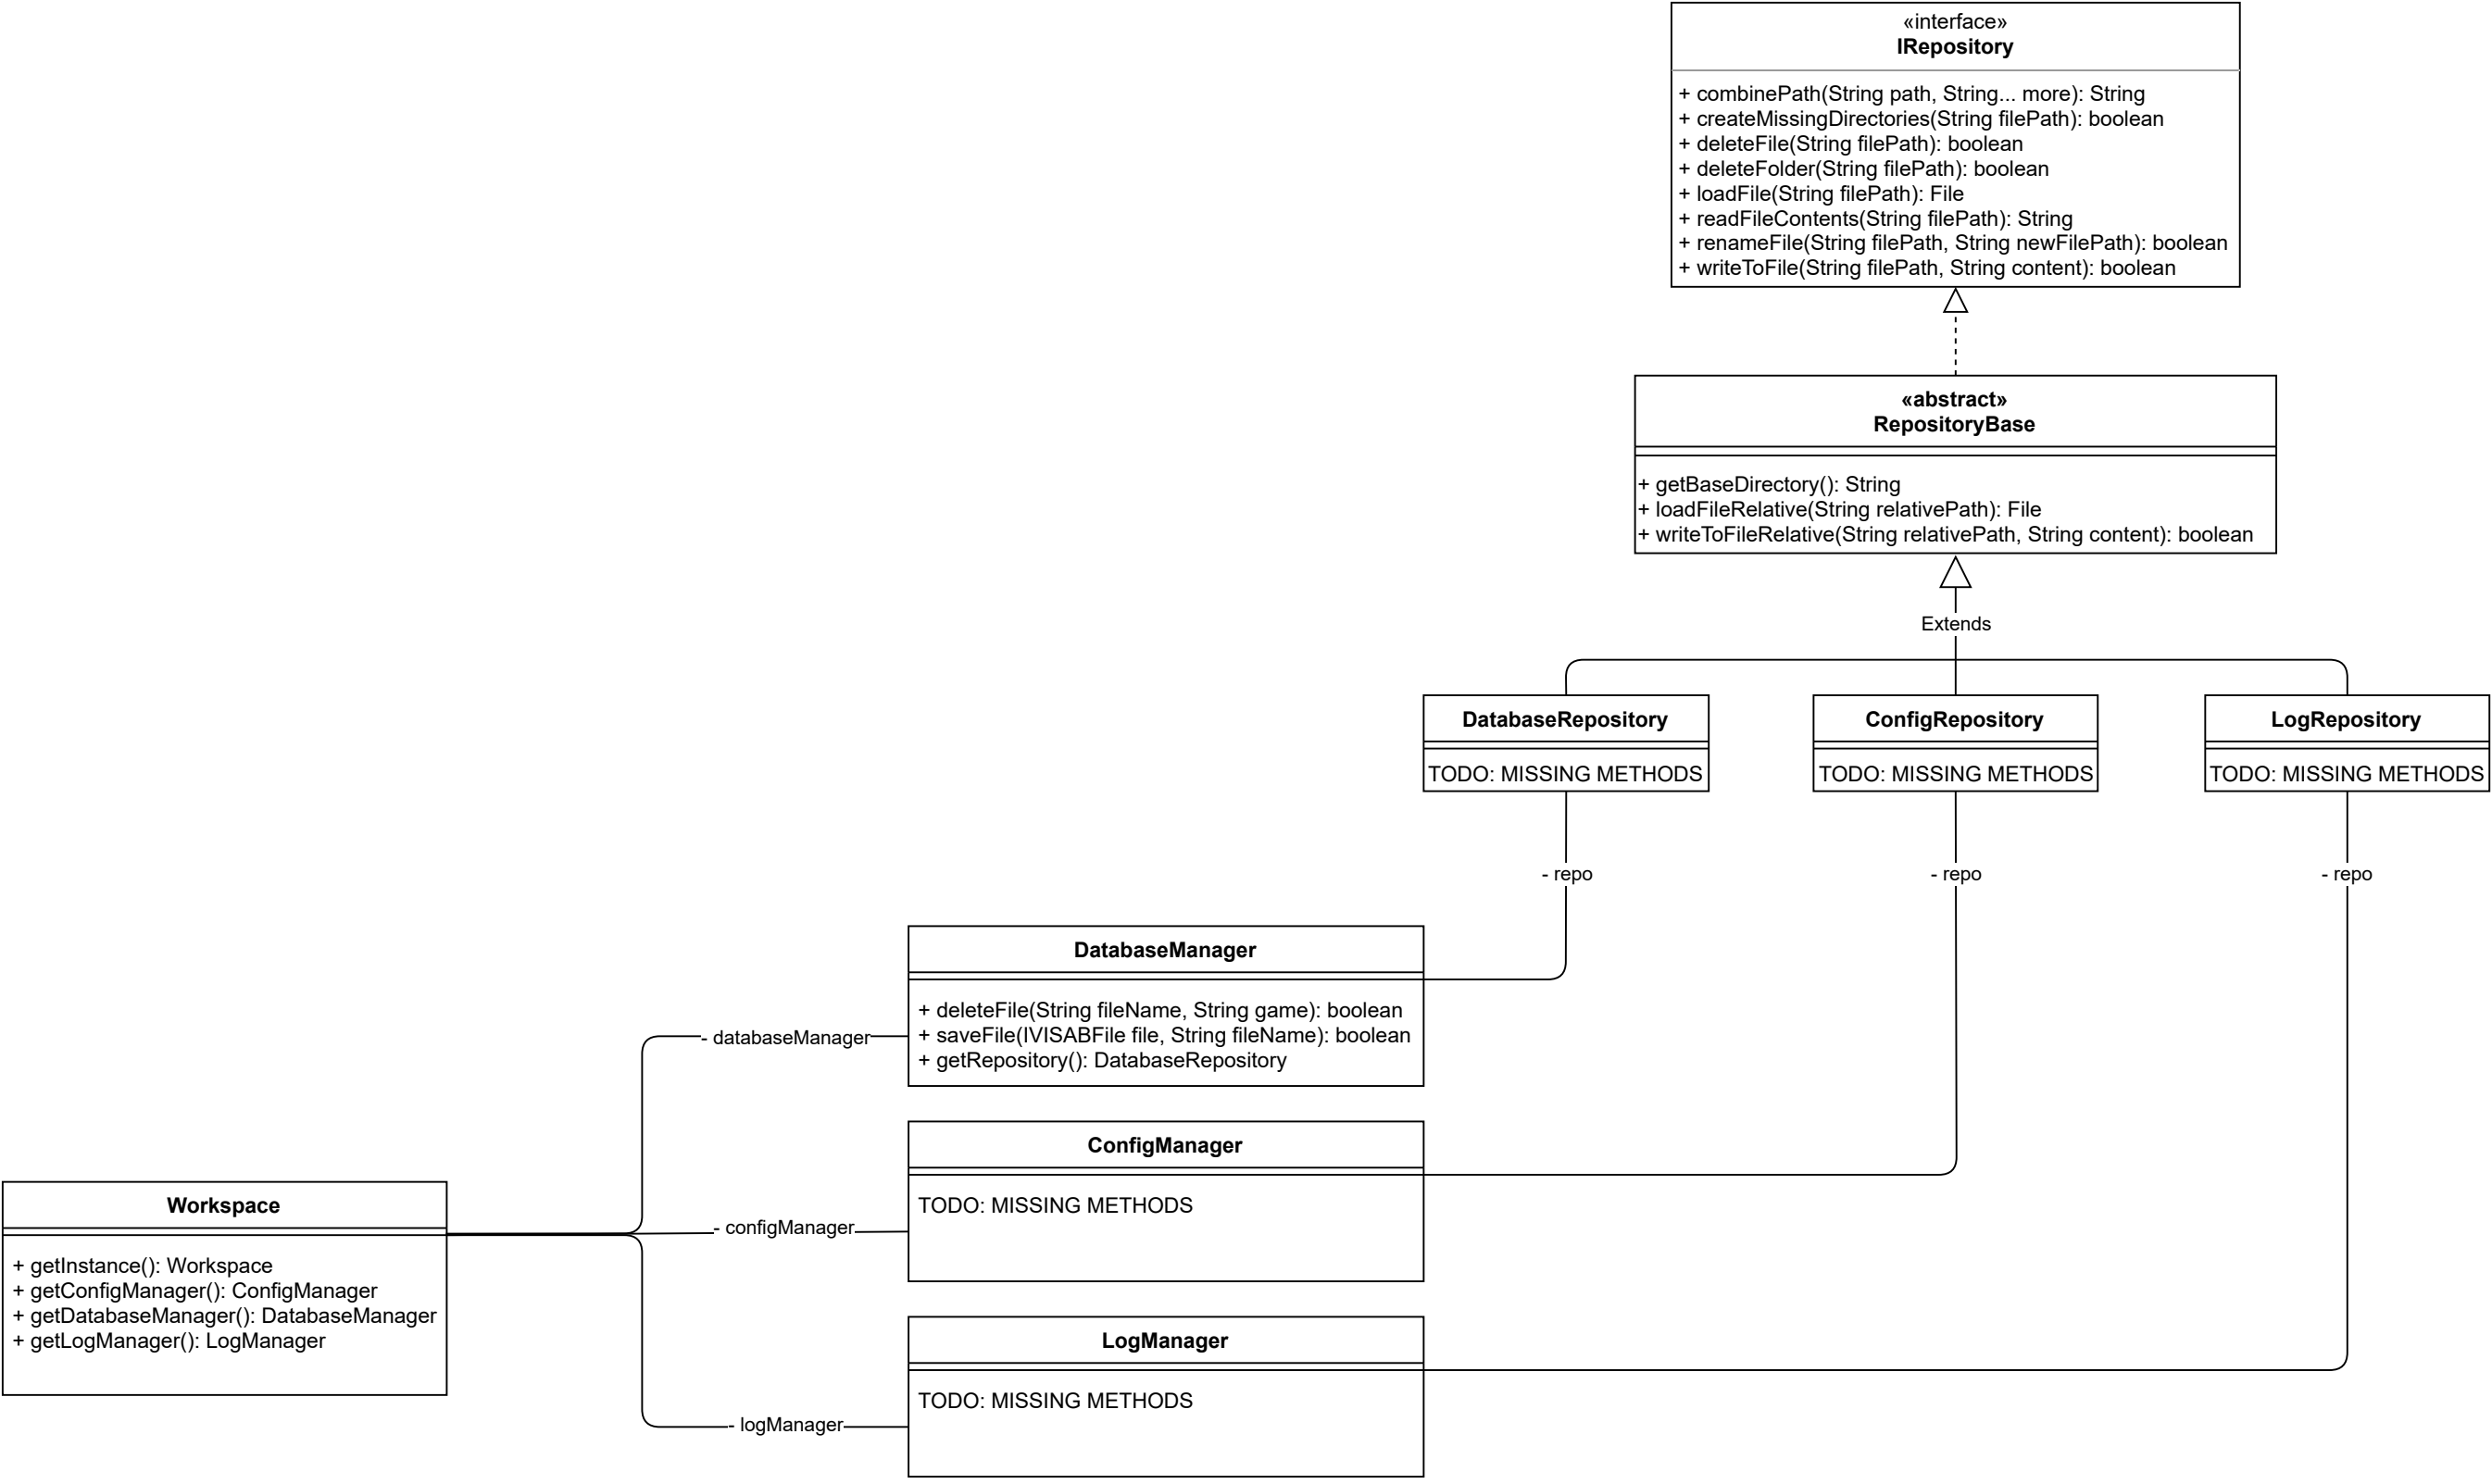 «interface»
IRepository
+ combinePath(String path, String... more): String
+ createMissingDirectories(String filePath): boolean
+ deleteFile(String filePath): boolean
+ deleteFolder(String filePath): boolean
+ loadFile(String filePath): File
+ readFileContents(String filePath): String
+ renameFile(String filePath, String newFilePath): boolean
+ writeToFile(String filePath, String content): boolean
«abstract»
RepositoryBase
+ getBaseDirectory(): String
+ loadFileRelative(String relativePath): File
+ writeToFileRelative(String relativePath, String content): boolean
Extends
DatabaseRepository
TODO: MISSING METHODS
ConfigRepository
TODO: MISSING METHODS
LogRepository
TODO: MISSING METHODS
- repo
- repo
- repo
DatabaseManager
+ deleteFile(String fileName, String game): boolean
+ saveFile(IVISABFile file, String fileName): boolean
+ getRepository(): DatabaseRepository
- databaseManager
ConfigManager
TODO: MISSING METHODS
- configManager
Workspace
+ getInstance(): Workspace
+ getConfigManager(): ConfigManager
+ getDatabaseManager(): DatabaseManager
+ getLogManager(): LogManager
LogManager
TODO: MISSING METHODS
- logManager